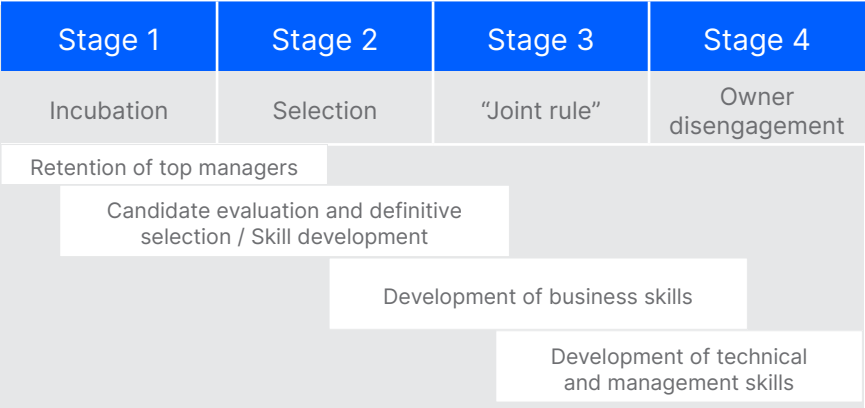 Stage 1
Stage 2
Stage 3
Stage 4
Incubation
Selection
“Joint rule”
Owner
disengagement
Retention of top managers
Candidate evaluation and definitive
selection / Skill development
Development of business skills
Development of technical
and management skills